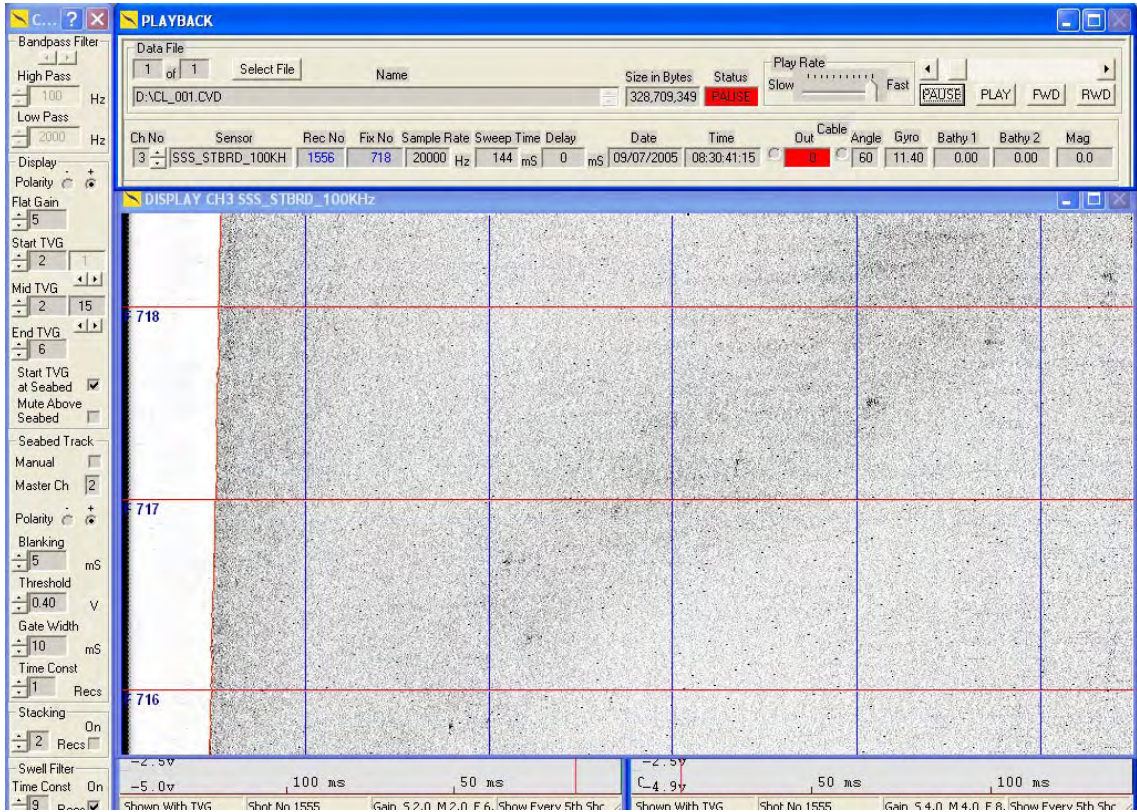 C... ?
Bandpass Filter
High Pass
100 Hz
Low Pass
2000 Hz
Display
- +
Polarity
Flat Gain
5
Start TVG
2 1
Mid TVG
2 15
End TVG
6
Start TVG
at Seabed
Mute Above
Seabed
Seabed Track
Manual
Master Ch 2
- +
Polarity
Blanking
5 mS
Threshold
0.40 V
Gate Width
10 mS
Time Const
1 Recs
Stacking
On
2 Recs
Swell Filter
Time Const On
9 Recs
PLAYBACK
Data File
1 of 1 Select File Name Size in Bytes Status
D:\CL_001.CVD 328,709,349 PAUSE
Play Rate
Slow Fast
PAUSE PLAY FWD RWD
Ch No Sensor Rec No Fix No Sample Rate Sweep Time Delay Date Time Out Cable Angle Gyro Bathy 1 Bathy 2 Mag
3 SSS_STBRD_100KH 1556 718 20000 Hz 144 mS 0 mS 09/07/2005 08:30:41:15 0 60 11.40 0.00 0.00 0.0
DISPLAY CH3 SSS_STBRD_100KHz
F 718
F 717
F 716
-2.5v
-5.0v 100 ms 50 ms
Shown With TVG Shot No 1555 Gain S 2.0 M 2.0 E 6. Show Every 5th Shc
-2.5v
-4.9v 50 ms 100 ms
Shown With TVG Shot No 1555 Gain S 4.0 M 4.0 E 8. Show Every 5th Shc